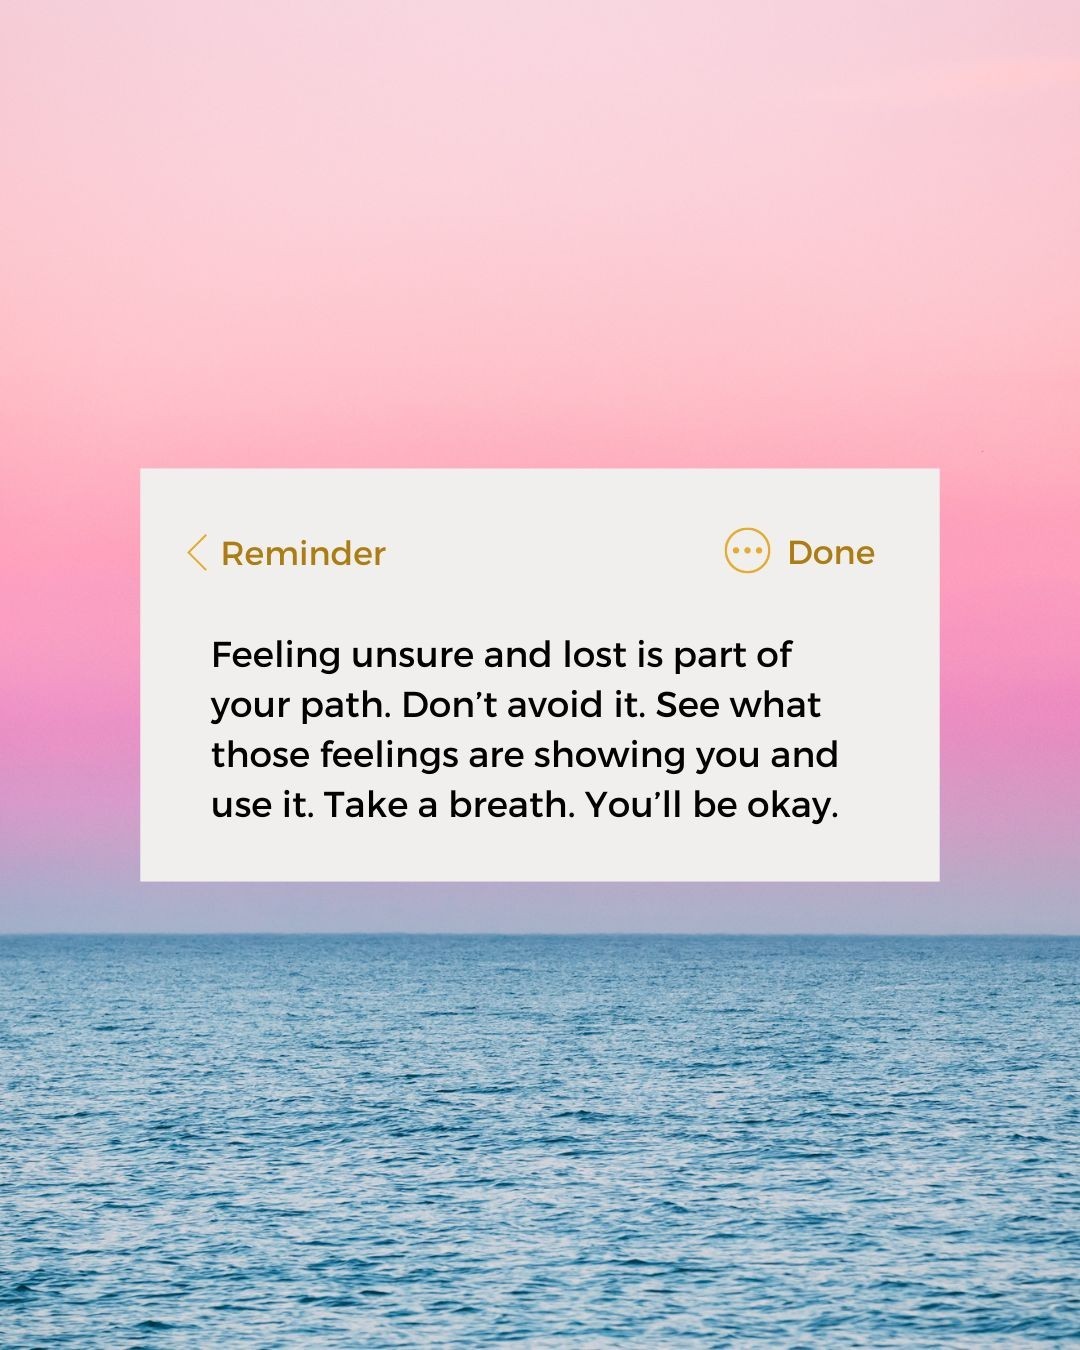 Reminder
Done
Feeling unsure and lost is part of
your path. Don’t avoid it. See what
those feelings are showing you and
use it. Take a breath. You’ll be okay.